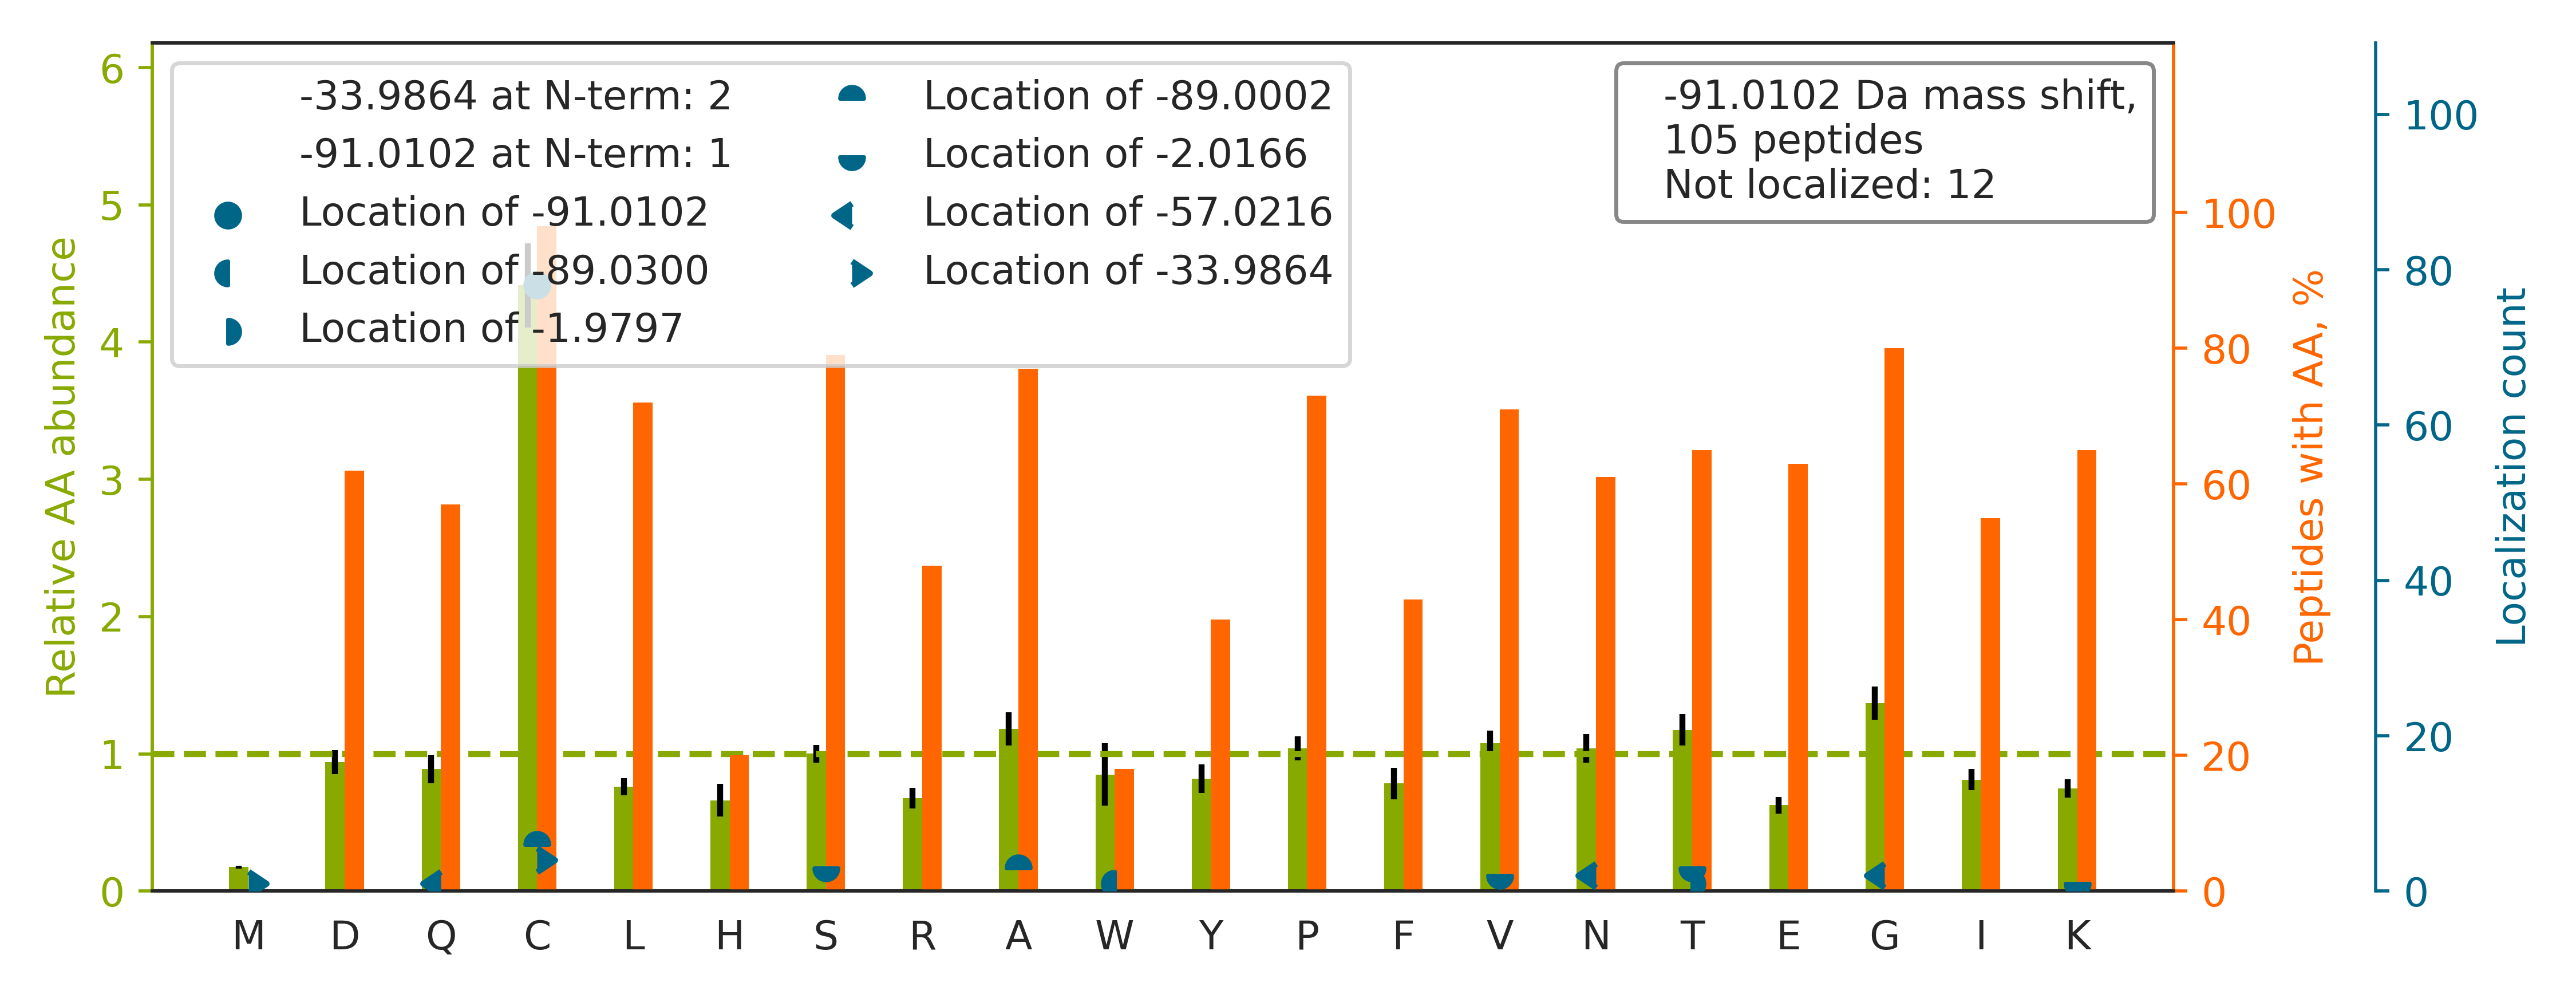 -33.9864 at N-term: 2
-91.0102 at N-term: 1
Location of -91.0102
Location of -89.0300
Location of -1.9797
Location of -89.0002
Location of -2.0166
Location of -57.0216
Location of -33.9864
-91.0102 Da mass shift,
105 peptides
Not localized: 12
Relative AA abundance
6
5
4
3
2
1
0
M D Q C L H S R A W Y P F V N T E G I K
100
80
60
40
20
0
Peptides with AA, %
100
80
60
40
20
0
Localization count